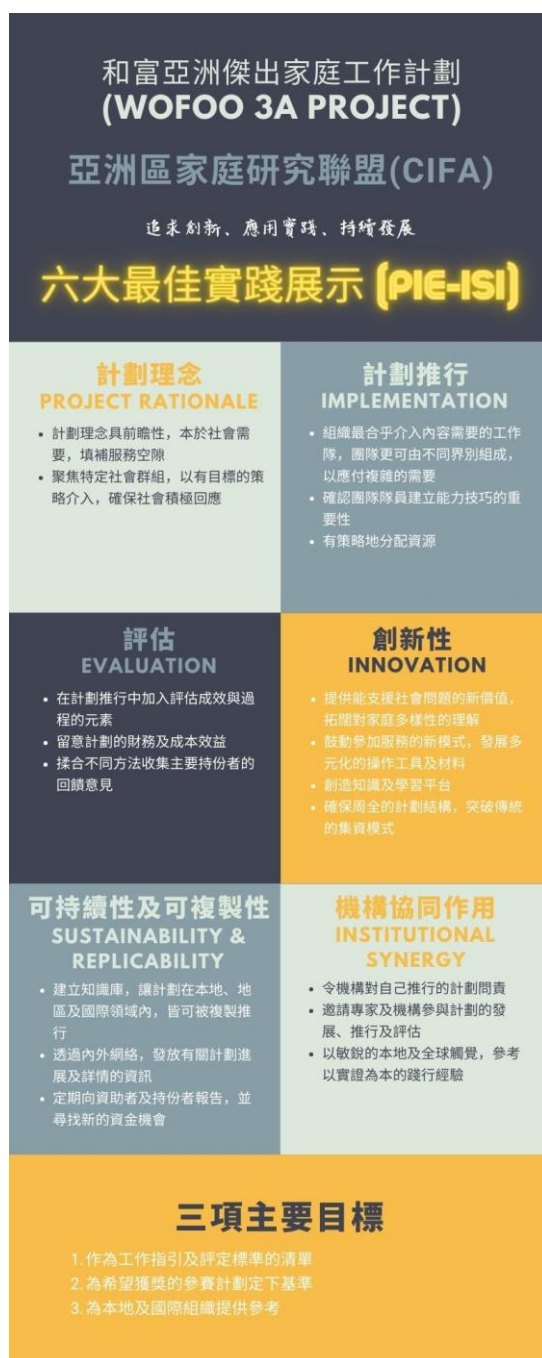 和富亞洲傑出家庭工作計劃
(WOFOO 3A PROJECT)
亞洲區家庭研究聯盟(CIFA)
追求創新、應用實踐、持續發展
六大最佳實踐展示 (PIE-ISI)
計劃理念
PROJECT RATIONALE
• 計劃理念具前瞻性，本於社會需
要，填補服務空隙
• 聚焦特定社會群組，以有目標的策
略介入，確保社會積極回應
計劃推行
IMPLEMENTATION
• 組織最合乎介入內容需要的工作
隊，團隊更可由不同界別組成，
以應付複雜的需要
• 確認團隊隊員建立能力技巧的重
要性
• 有策略地分配資源
評估
EVALUATION
• 在計劃推行中加入評估成效與過
程的元素
• 留意計劃的財務及成本效益
• 揉合不同方法收集主要持份者的
回饋意見
創新性
INNOVATION
• 提供能支援社會問題的新價值，
拓闊對家庭多樣性的理解
• 鼓動參加服務的新模式，發展多
元化的操作工具及材料
• 創造知識及學習平台
• 確保周全的計劃結構，突破傳統
的集資模式
可持續性及可複製性
SUSTAINABILITY &
REPLICABILITY
• 建立知識庫，讓計劃在本地、地
區及國際領域內，皆可被複製推
行
• 透過內外網絡，發放有關計劃進
展及詳情的資訊
• 定期向資助者及持份者報告，並
尋找新的資金機會
機構協同作用
INSTITUTIONAL
SYNERGY
• 令機構對自己推行的計劃問責
• 邀請專家及機構參與計劃的發
展、推行及評估
• 以敏銳的本地及全球觸覺，參考
以實證為本的踐行經驗
三項主要目標
1.作為工作指引及評定標準的清單
2.為希望獲獎的參賽計劃定下基準
3.為本地及國際組織提供參考